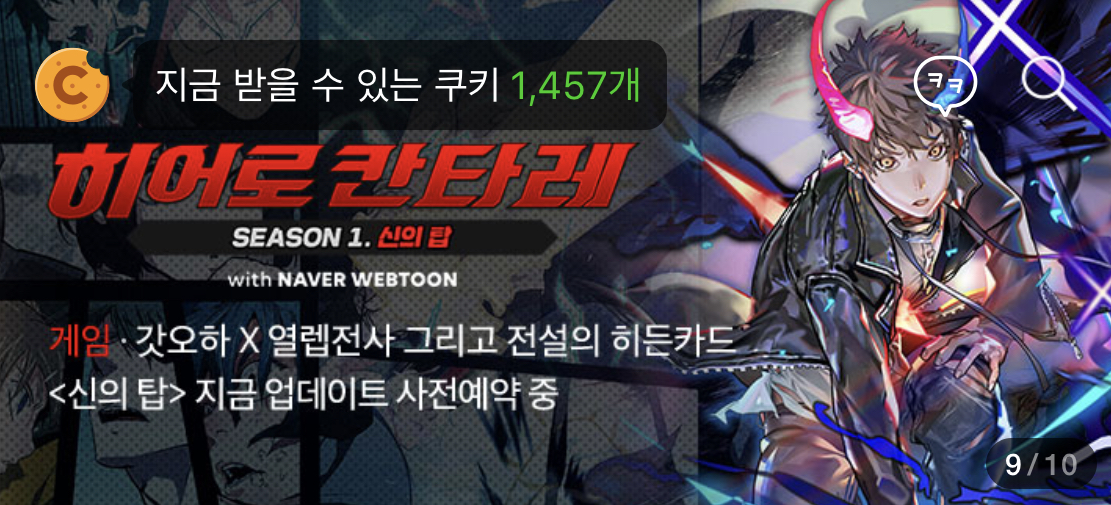 지금 받을 수 있는 쿠키 1,457개
ㅋㅋ
히어로칸타레
SEASON 1. 신의 탑
with NAVER WEBTOON
게임 · 갓오하 X 열렙전사 그리고 전설의 히든카드
<신의 탑> 지금 업데이트 사전예약 중
9/10